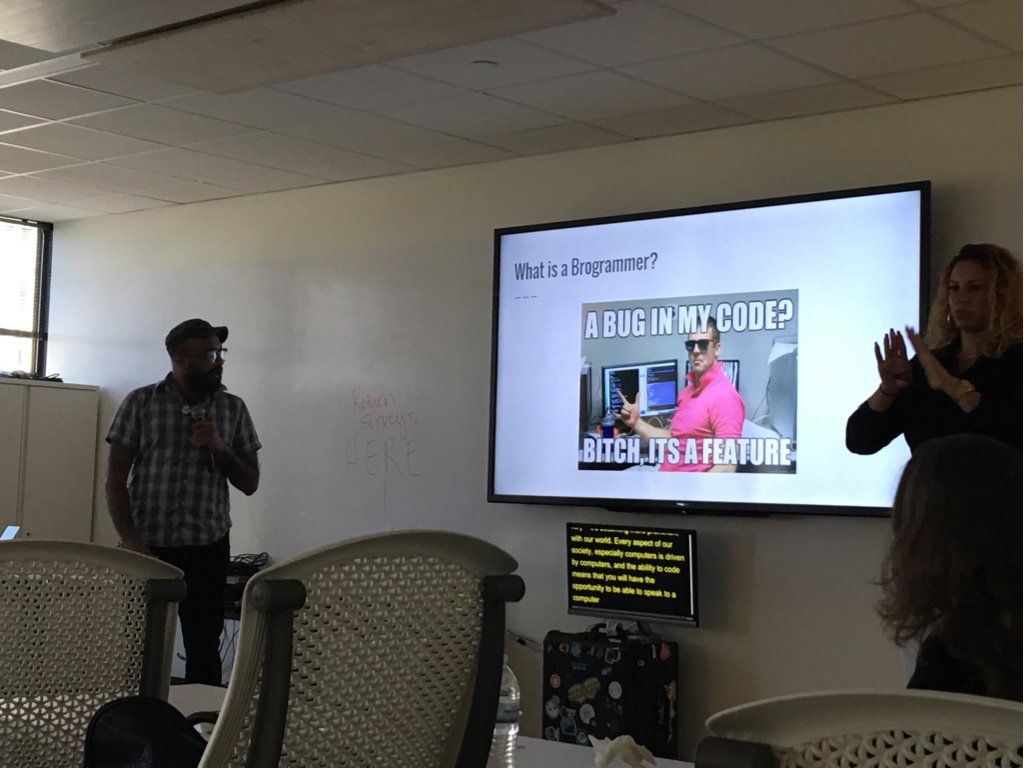 What is a Brogrammer?
A BUG IN MY CODE?
BITCH, ITS A FEATURE
Return
Surveys
HERE
with our world. Every aspect of our
society, especially computers is driven
by computers, and the ability to code
means that you will have the
opportunity to be able to speak to a
computer